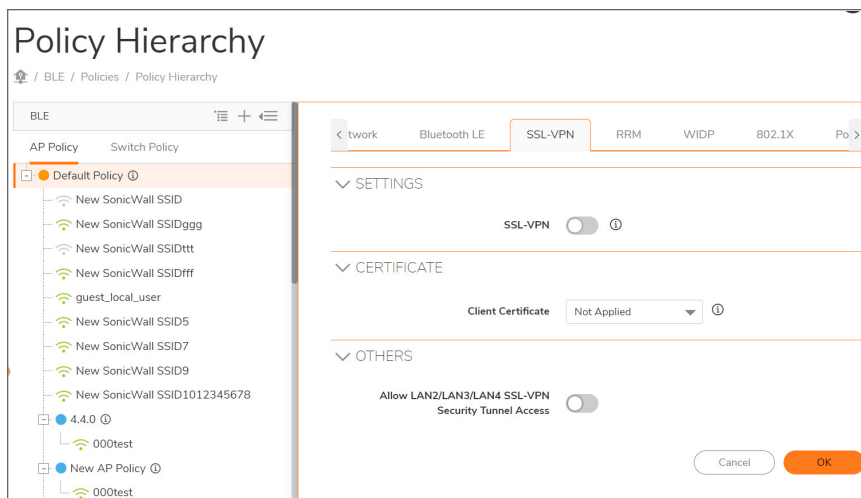 Policy Hierarchy
/ BLE / Policies / Policy Hierarchy
BLE
AP Policy Switch Policy
Default Policy
New SonicWall SSID
New SonicWall SSIDggg
New SonicWall SSIDttt
New SonicWall SSIDfff
guest_local_user
New SonicWall SSID5
New SonicWall SSID7
New SonicWall SSID9
New SonicWall SSID1012345678
4.4.0
000test
New AP Policy
000test
twork Bluetooth LE SSL-VPN RRM WIDP 802.1X Po
SETTINGS
SSL-VPN
CERTIFICATE
Client Certificate Not Applied
OTHERS
Allow LAN2/LAN3/LAN4 SSL-VPN
Security Tunnel Access
Cancel OK